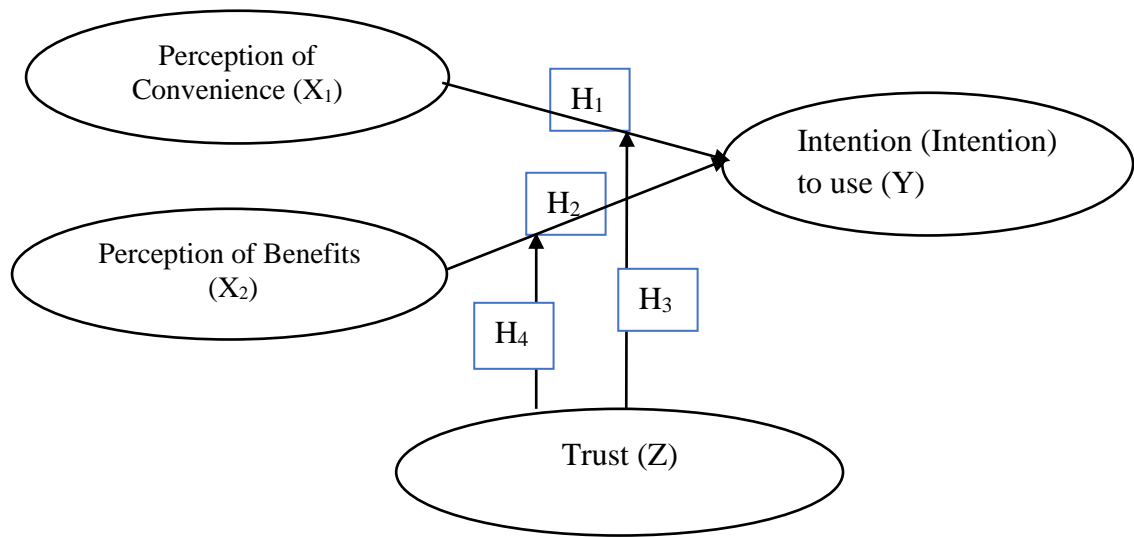 Perception of
Convenience (X₁)
H₁
Intention (Intention)
to use (Y)
H₂
Perception of Benefits
(X₂)
H₃
H₄
Trust (Z)